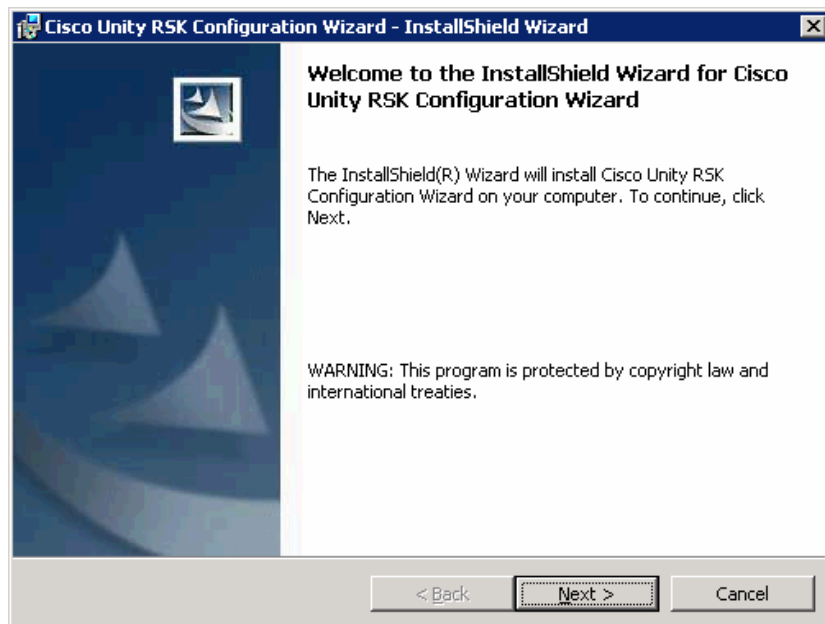 Cisco Unity RSK Configuration Wizard - InstallShield Wizard
Welcome to the InstallShield Wizard for Cisco
Unity RSK Configuration Wizard
The InstallShield(R) Wizard will install Cisco Unity RSK
Configuration Wizard on your computer. To continue, click
Next.
WARNING: This program is protected by copyright law and
international treaties.
< Back
Next >
Cancel